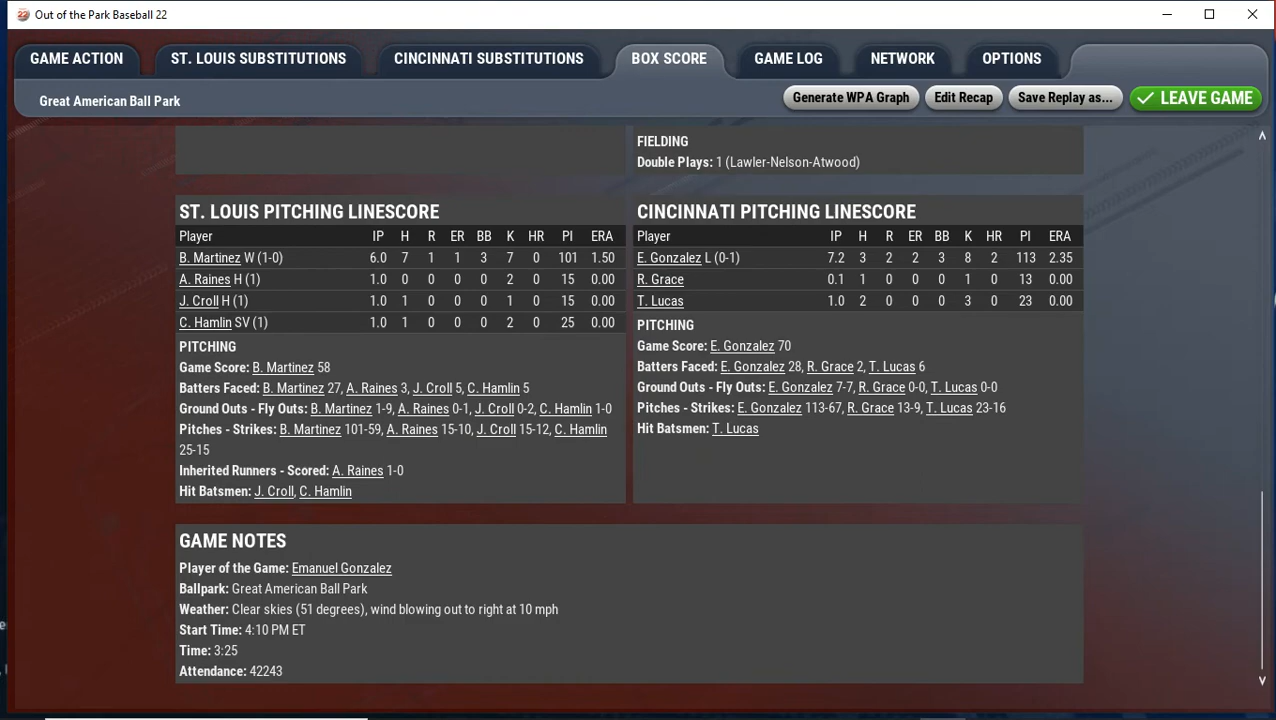 Out of the Park Baseball 22
GAME ACTION
ST. LOUIS SUBSTITUTIONS
CINCINNATI SUBSTITUTIONS
BOX SCORE
GAME LOG
NETWORK
OPTIONS
Great American Ball Park
Generate WPA Graph
Edit Recap
Save Replay as...
LEAVE GAME
FIELDING
Double Plays: 1 (Lawler-Nelson-Atwood)
ST. LOUIS PITCHING LINESCORE
Player IP H R ER BB K HR PI ERA
B. Martinez W (1-0) 6.0 7 1 1 3 7 0 101 1.50
A. Raines H (1) 1.0 0 0 0 0 2 0 15 0.00
J. Croll H (1) 1.0 1 0 0 0 1 0 15 0.00
C. Hamlin SV (1) 1.0 1 0 0 0 2 0 25 0.00
PITCHING
Game Score: B. Martinez 58
Batters Faced: B. Martinez 27, A. Raines 3, J. Croll 5, C. Hamlin 5
Ground Outs - Fly Outs: B. Martinez 1-9, A. Raines 0-1, J. Croll 0-2, C. Hamlin 1-0
Pitches - Strikes: B. Martinez 101-59, A. Raines 15-10, J. Croll 15-12, C. Hamlin
25-15
Inherited Runners - Scored: A. Raines 1-0
Hit Batsmen: J. Croll, C. Hamlin
CINCINNATI PITCHING LINESCORE
Player IP H R ER BB K HR PI ERA
E. Gonzalez L (0-1) 7.2 3 2 2 3 8 2 113 2.35
R. Grace 0.1 1 0 0 0 1 0 13 0.00
T. Lucas 1.0 2 0 0 0 3 0 23 0.00
PITCHING
Game Score: E. Gonzalez 70
Batters Faced: E. Gonzalez 28, R. Grace 2, T. Lucas 6
Ground Outs - Fly Outs: E. Gonzalez 7-7, R. Grace 0-0, T. Lucas 0-0
Pitches - Strikes: E. Gonzalez 113-67, R. Grace 13-9, T. Lucas 23-16
Hit Batsmen: T. Lucas
GAME NOTES
Player of the Game: Emanuel Gonzalez
Ballpark: Great American Ball Park
Weather: Clear skies (51 degrees), wind blowing out to right at 10 mph
Start Time: 4:10 PM ET
Time: 3:25
Attendance: 42243